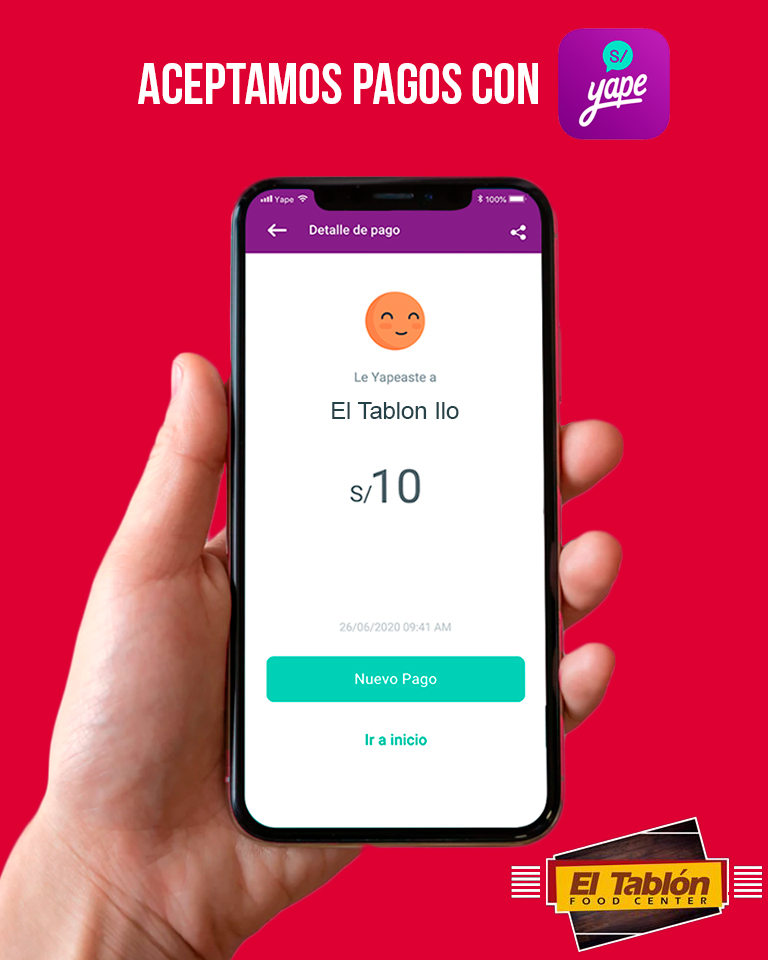 ACEPTAMOS PAGOS CON
S/
yape
Yape
100%
Detalle de pago
Le Yapeaste a
El Tablon Ilo
S/10
26/06/2020 09:41 AM
Nuevo Pago
Ir a inicio
El Tablón
FOOD CENTER